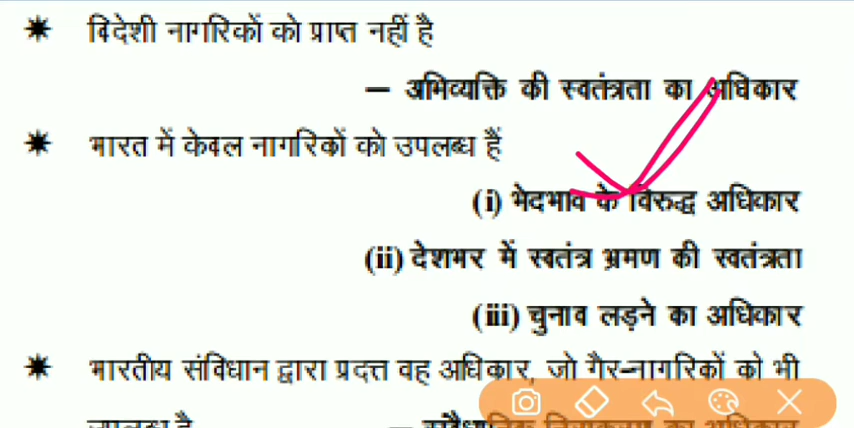 ✷ विदेशी नागरिकों को प्राप्त नहीं है
— अभिव्यक्ति की स्वतंत्रता का अधिकार
✷ भारत में केवल नागरिकों को उपलब्ध हैं
(i) भेदभाव के विरुद्ध अधिकार
(ii) देशभर में स्वतंत्र भ्रमण की स्वतंत्रता
(iii) चुनाव लड़ने का अधिकार
✷ भारतीय संविधान द्वारा प्रदत्त वह अधिकार, जो गैर-नागरिकों को भी